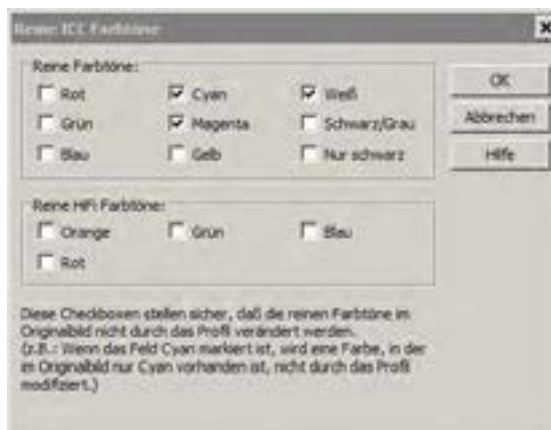 Reine ICC Farbtöne
Reine Farbtöne:
Rot
Cyan
Weiß
OK
Grün
Magenta
Schwarz/Grau
Abbrechen
Blau
Gelb
Nur schwarz
Hilfe
Reine HiFi Farbtöne:
Orange
Grün
Blau
Rot
Diese Checkboxen stellen sicher, daß die reinen Farbtöne im
Originalbild nicht durch das Profil verändert werden.
(z.B.: Wenn das Feld Cyan markiert ist, wird eine Farbe, in der
im Originalbild nur Cyan vorhanden ist, nicht durch das Profil
modifiziert.)